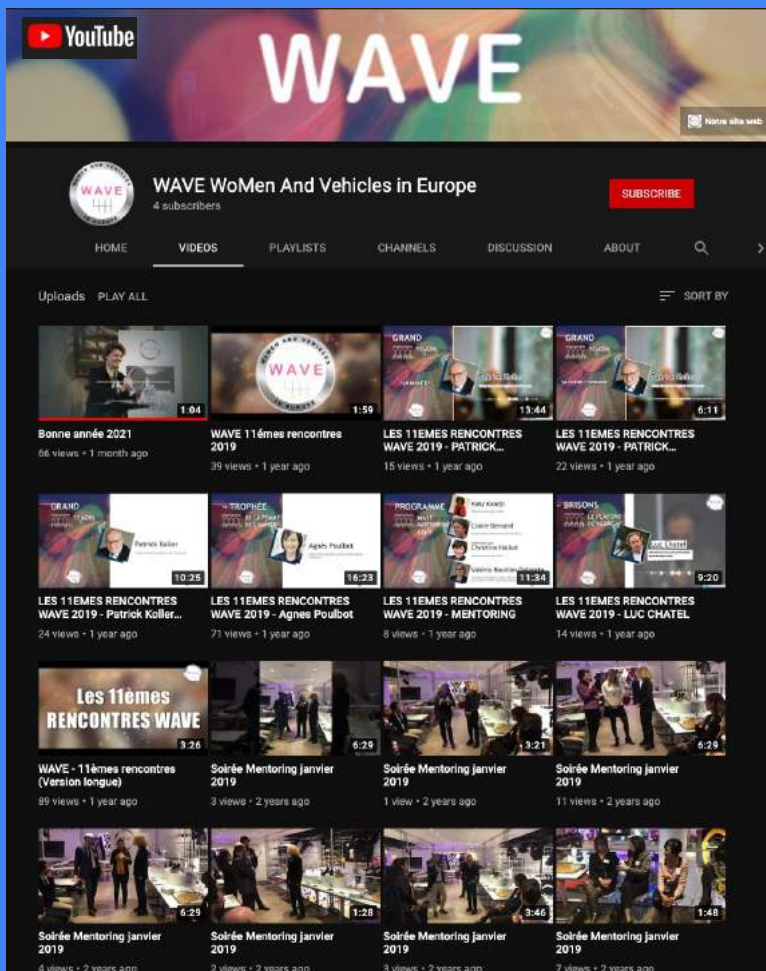 YouTube
WAVE
Notre site web
WAVE
WAVE WoMen And Vehicles in Europe
4 subscribers
SUBSCRIBE
HOME VIDEOS PLAYLISTS CHANNELS DISCUSSION ABOUT
Uploads PLAY ALL SORT BY
1:04
WAVE
1:59
GRAND
13:44
GRAND
6:11
Bonne année 2021
WAVE 11émes rencontres
2019
LES 11EMES RENCONTRES
WAVE 2019 - PATRICK...
LES 11EMES RENCONTRES
WAVE 2019 - PATRICK...
66 views • 1 month ago
39 views • 1 year ago
15 views • 1 year ago
22 views • 1 year ago
GRAND
Patrick Koller
10:25
TROPHÉE
Agnès Poulbot
16:23
PROGRAMME
WAVE
Claire Bernard
Christine Hacket
11:34
BRISONS
Luc Chatel
9:20
LES 11EMES RENCONTRES
WAVE 2019 - Patrick Koller...
LES 11EMES RENCONTRES
WAVE 2019 - Agnes Poulbot
LES 11EMES RENCONTRES
WAVE 2019 - MENTORING
LES 11EMES RENCONTRES
WAVE 2019 - LUC CHATEL
24 views • 1 year ago
71 views • 1 year ago
8 views • 1 year ago
14 views • 1 year ago
Les 11èmes
RENCONTRES WAVE
3:26
6:29
3:21
6:29
WAVE - 11èmes rencontres
(Version longue)
Soirée Mentoring janvier
2019
Soirée Mentoring janvier
2019
Soirée Mentoring janvier
2019
89 views • 1 year ago
3 views • 2 years ago
1 view • 2 years ago
11 views • 2 years ago
6:29
1:28
3:46
1:48
Soirée Mentoring janvier
2019
Soirée Mentoring janvier
2019
Soirée Mentoring janvier
2019
Soirée Mentoring janvier
2019
4 views • 2 years ago
2 views • 2 years ago
3 views • 2 years ago
7 views • 2 years ago